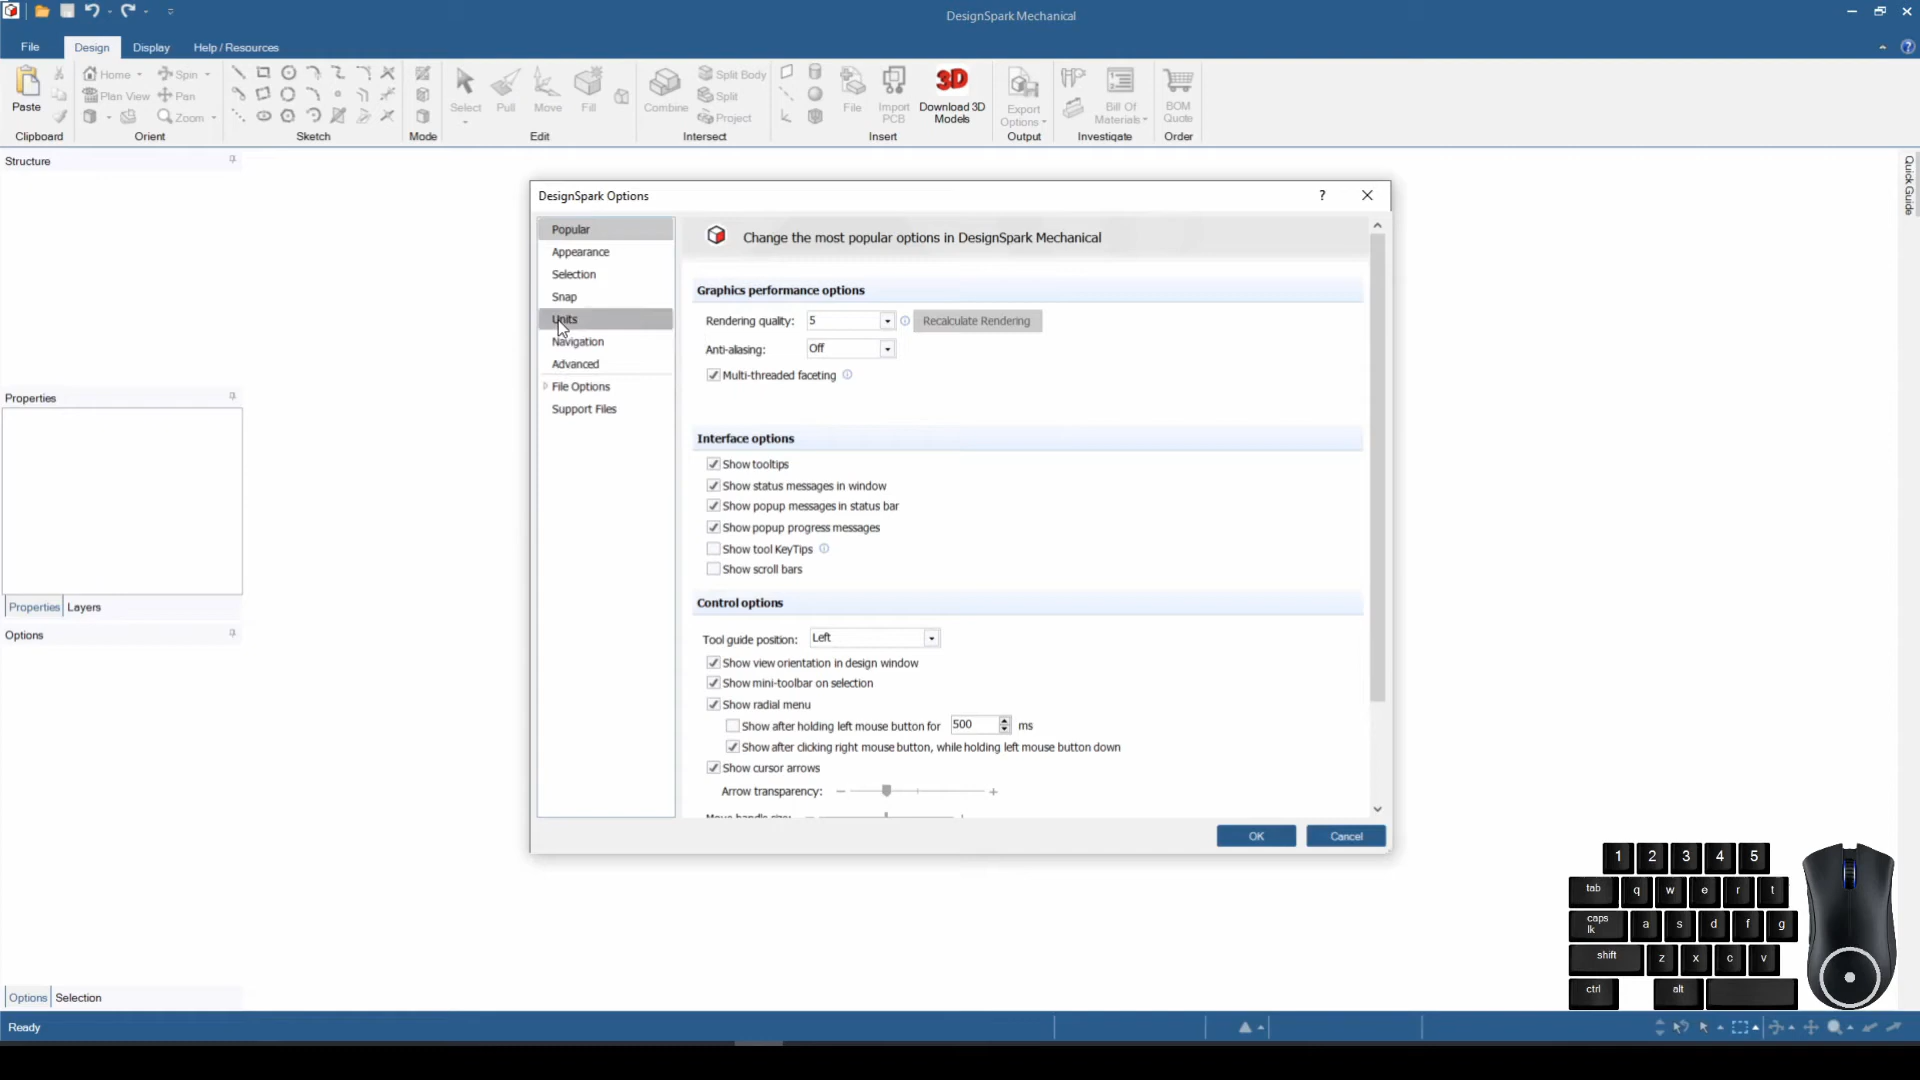 DesignSpark Mechanical
File Design Display Help / Resources
Home Spin Select Pull Move Fill Combine Split Body File Import PCB Download 3D Models Export Options Bill Of Materials BOM Quote
Paste Plan View Pan Split
Zoom Project
3D
Clipboard Orient Sketch Mode Edit Intersect Insert Output Investigate Order
Structure
Quick Guide
Properties
Properties Layers
Options
Options Selection
Ready
DesignSpark Options ?
Popular
Appearance
Selection
Snap
Units
Navigation
Advanced
File Options
Support Files
Change the most popular options in DesignSpark Mechanical
Graphics performance options
Rendering quality: 5 Recalculate Rendering
Anti-aliasing: Off
Multi-threaded faceting
Interface options
Show tooltips
Show status messages in window
Show popup messages in status bar
Show popup progress messages
Show tool KeyTips
Show scroll bars
Control options
Tool guide position: Left
Show view orientation in design window
Show mini-toolbar on selection
Show radial menu
Show after holding left mouse button for 500 ms
Show after clicking right mouse button, while holding left mouse button down
Show cursor arrows
Arrow transparency:
Move handle size:
OK Cancel
1 2 3 4 5
tab q w e r t
caps lk a s d f g
shift z x c v
ctrl alt